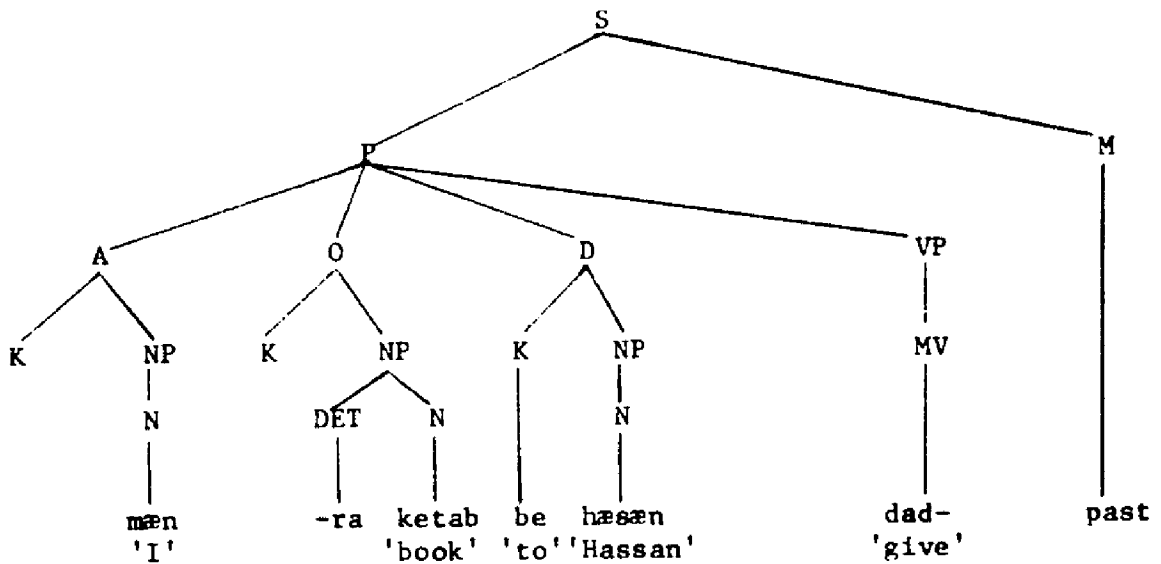 S
P M
A O D VP
K NP K NP K NP MV
N DET N N
mæn -ra ketab be hæsæn dad- past
'I' 'book' 'to' 'Hassan' 'give'